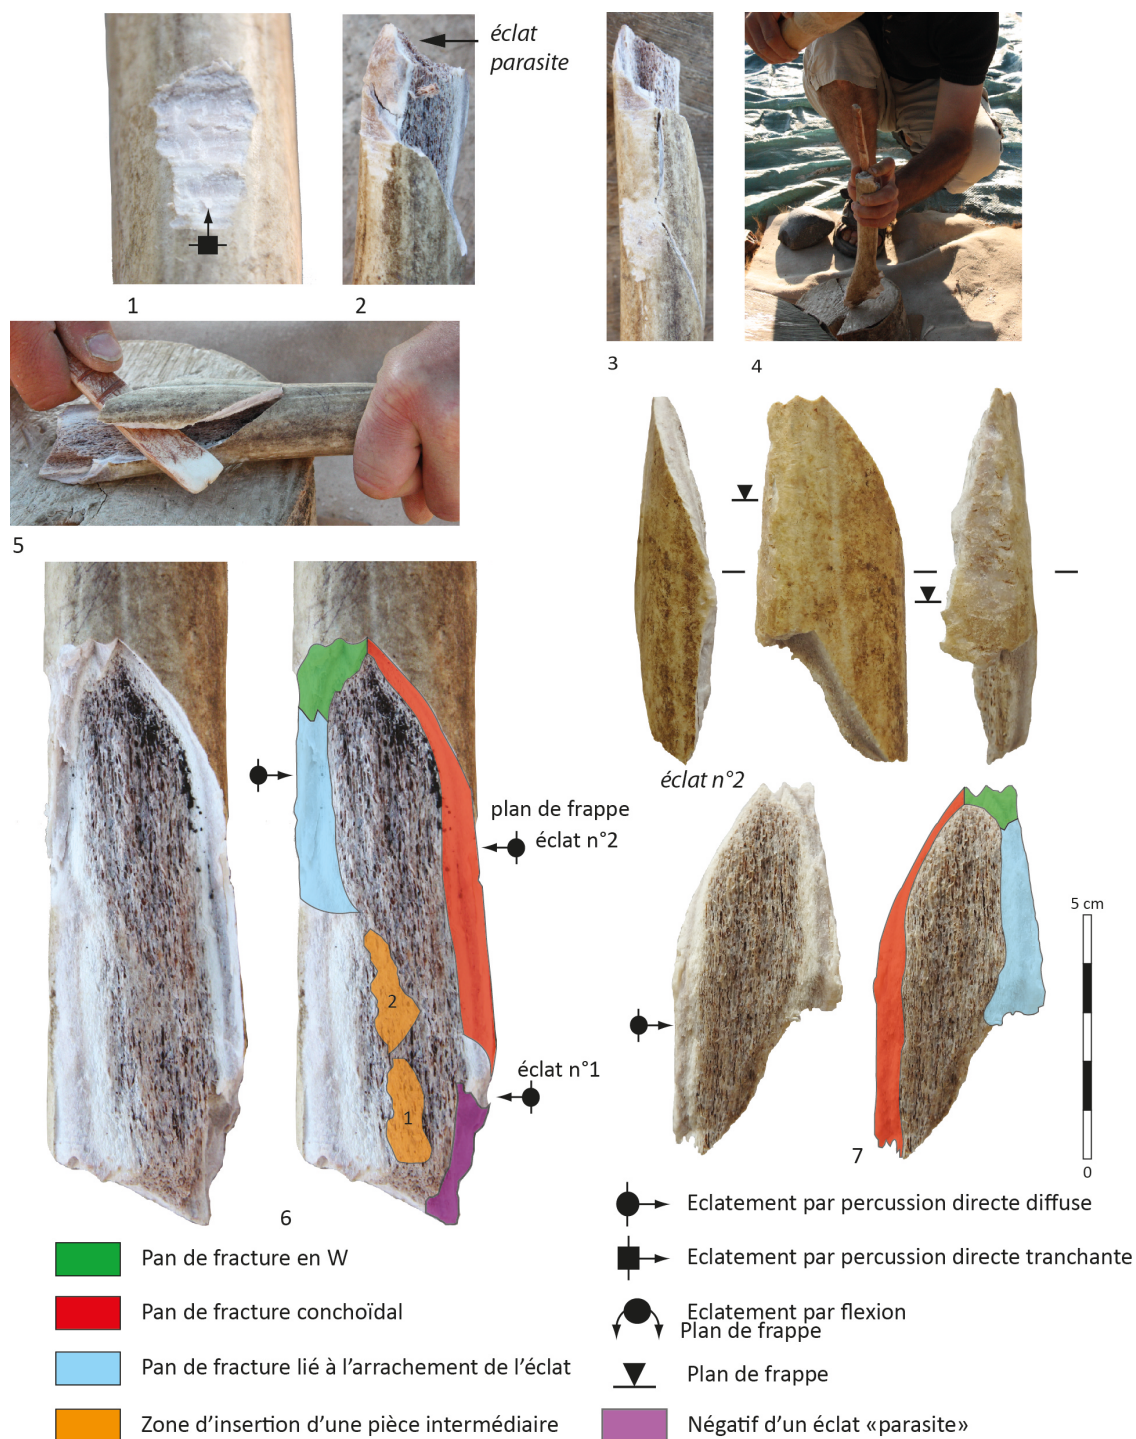 éclat
parasite
1
2
3
4
5
éclat n°2
plan de frappe
éclat n°2
éclat n°1
2
1
6
7
5 cm
0
Pan de fracture en W
Pan de fracture conchoïdal
Pan de fracture lié à l'arrachement de l'éclat
Zone d'insertion d'une pièce intermédiaire
Eclatement par percussion directe diffuse
Eclatement par percussion directe tranchante
Eclatement par flexion
Plan de frappe
Plan de frappe
Négatif d'un éclat «parasite»